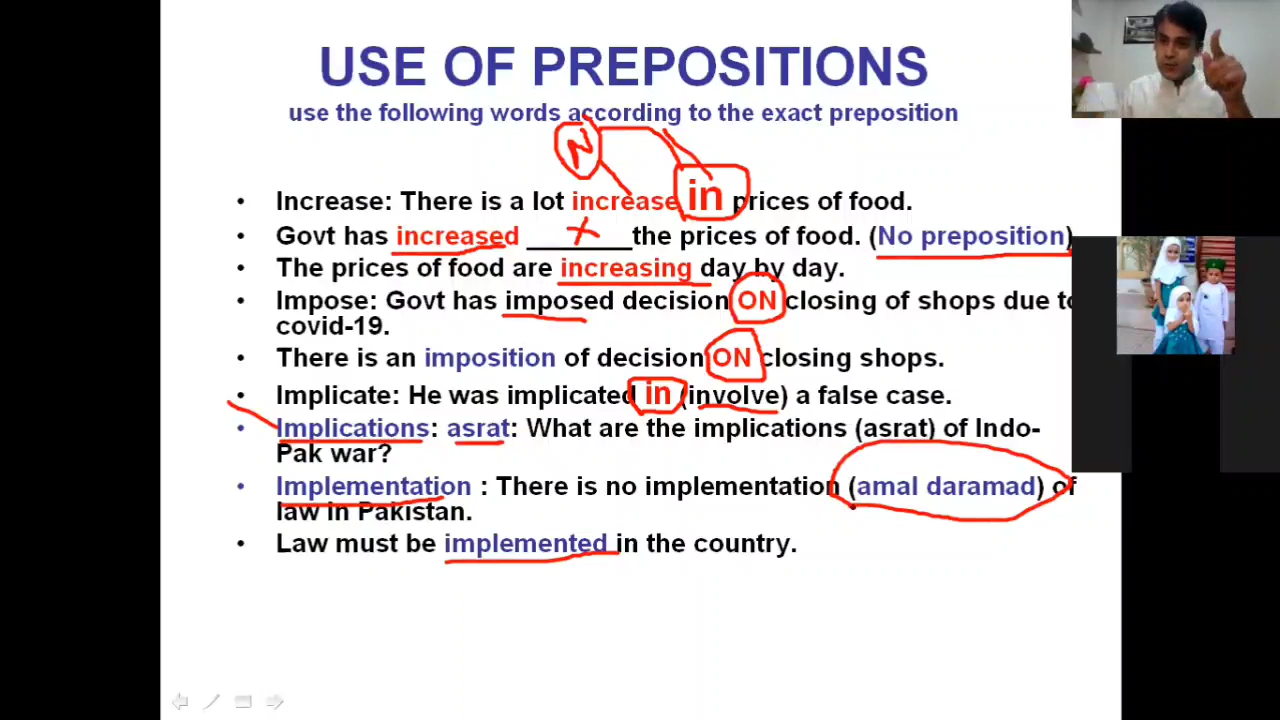 USE OF PREPOSITIONS
use the following words according to the exact preposition
N
• Increase: There is a lot increase in prices of food.
• Govt has increased ________the prices of food. (No preposition)
• The prices of food are increasing day by day.
• Impose: Govt has imposed decision ON closing of shops due to
covid-19.
• There is an imposition of decision ON closing shops.
• Implicate: He was implicated in (involve) a false case.
• Implications: asrat: What are the implications (asrat) of Indo-
Pak war?
• Implementation : There is no implementation (amal daramad) of
law in Pakistan.
• Law must be implemented in the country.